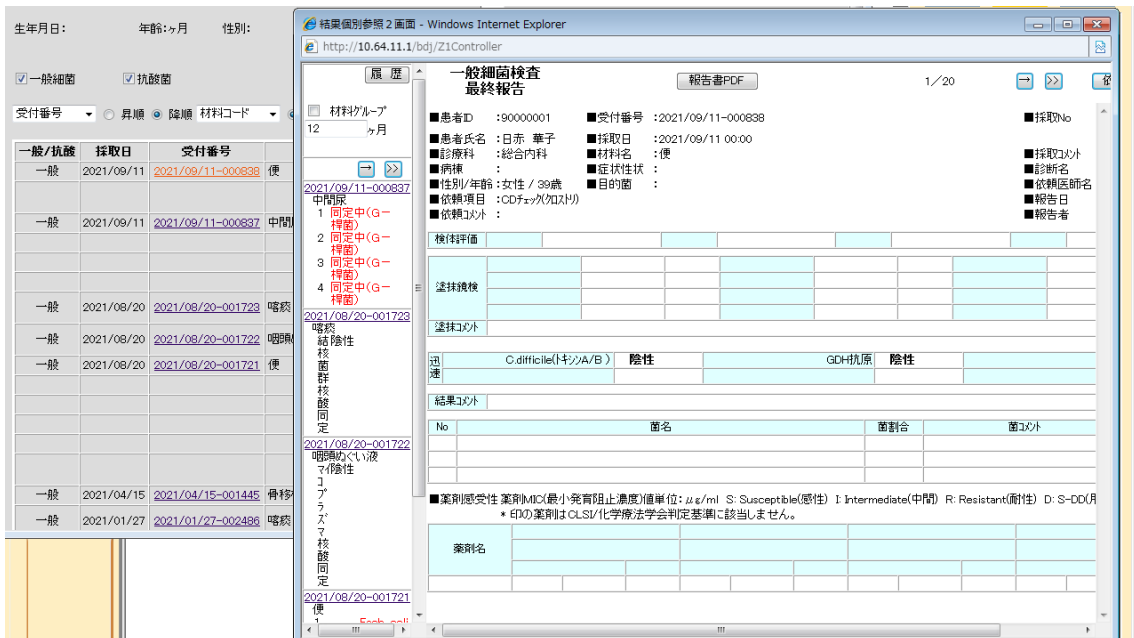 生年月日： 年齢:ヶ月 性別：
一般細菌 抗酸菌
受付番号 昇順 降順 材料コード
一般/抗酸 採取日 受付番号
一般 2021/09/11 2021/09/11-000838 便
一般 2021/09/11 2021/09/11-000837 中間
一般 2021/08/20 2021/08/20-001723 喀痰
一般 2021/08/20 2021/08/20-001722 咽頭
一般 2021/08/20 2021/08/20-001721 便
一般 2021/04/15 2021/04/15-001445 骨移
一般 2021/01/27 2021/01/27-002486 喀痰
結果個別参照２画面 - Windows Internet Explorer
http://10.64.11.1/bdj/Z1Controller
履 歴
材料グループ
12 ヶ月
→ >>
2021/09/11-000837
中間尿
1 同定中(G－
桿菌)
2 同定中(G－
桿菌)
3 同定中(G－
桿菌)
4 同定中(G－
桿菌)
2021/08/20-001723
喀痰
結 陰性
核
菌
群
核
酸
同
定
2021/08/20-001722
咽頭ぬぐい液
マイ陰性
コ
プ
ラ
ズ
マ
核
酸
同
定
2021/08/20-001721
便
1 Esch.coli
一般細菌検査
最終報告
報告書PDF
1／20
→ >>
■患者ID ：90000001 ■受付番号 ：2021/09/11-000838 ■採取No
■患者氏名 ：日赤 華子 ■採取日 ：2021/09/11 00:00
■診療科 ：総合内科 ■材料名 ：便 ■採取コメント
■病棟 ： ■症状性状 ： ■診断名
■性別/年齢：女性 / 39歳 ■目的菌 ： ■依頼医師名
■依頼項目 ：CDチェック(クロストリ) ■報告日
■依頼コメント ： ■報告者
検体評価
塗抹鏡検
塗抹コメント
迅速 C.difficile(トキシンA/B ) 陰性 GDH抗原 陰性
結果コメント
No 菌名 菌割合 菌コメント
■薬剤感受性 薬剤MIC(最小発育阻止濃度)値単位：μg/ml S: Susceptible(感性) I: Intermediate(中間) R: Resistant(耐性) D: S-DD(用
* 印の薬剤はCLSI/化学療法学会判定基準に該当しません。
薬剤名